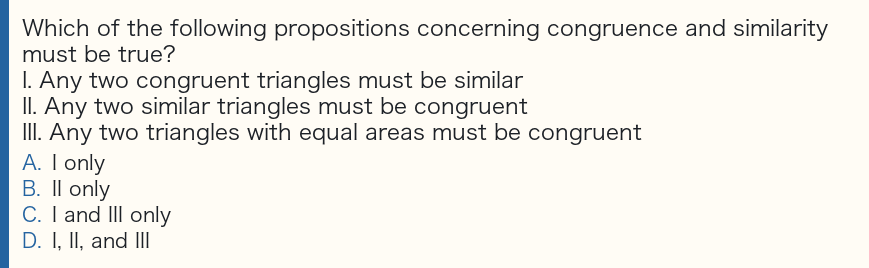 Which of the following propositions concerning congruence and similarity
must be true?
I. Any two congruent triangles must be similar
II. Any two similar triangles must be congruent
III. Any two triangles with equal areas must be congruent
A. I only
B. II only
C. I and III only
D. I, II, and III